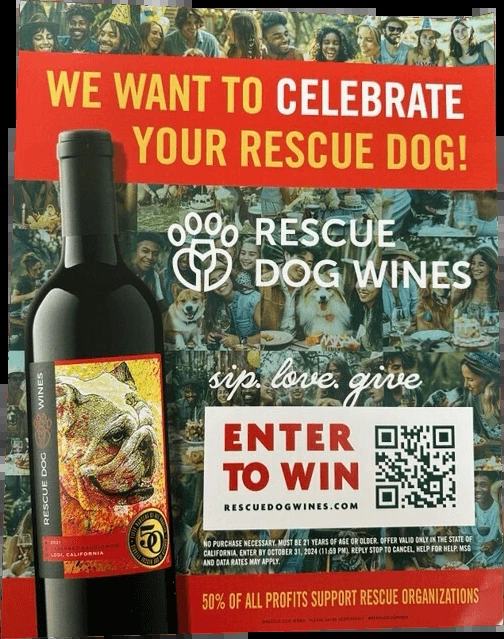 WE WANT TO CELEBRATE
YOUR RESCUE DOG!
RESCUE
DOG WINES
sip. love. give
ENTER
TO WIN
RESCUEDOGWINES.COM
RESCUE DOG WINES
2021
LODI, CALIFORNIA
50
NO PURCHASE NECESSARY. MUST BE 21 YEARS OF AGE OR OLDER. OFFER VALID ONLY IN THE STATE OF
CALIFORNIA. ENTER BY OCTOBER 31, 2024 (11:59 PM). REPLY STOP TO CANCEL, HELP FOR HELP. MSG
AND DATA RATES MAY APPLY.
50% OF ALL PROFITS SUPPORT RESCUE ORGANIZATIONS